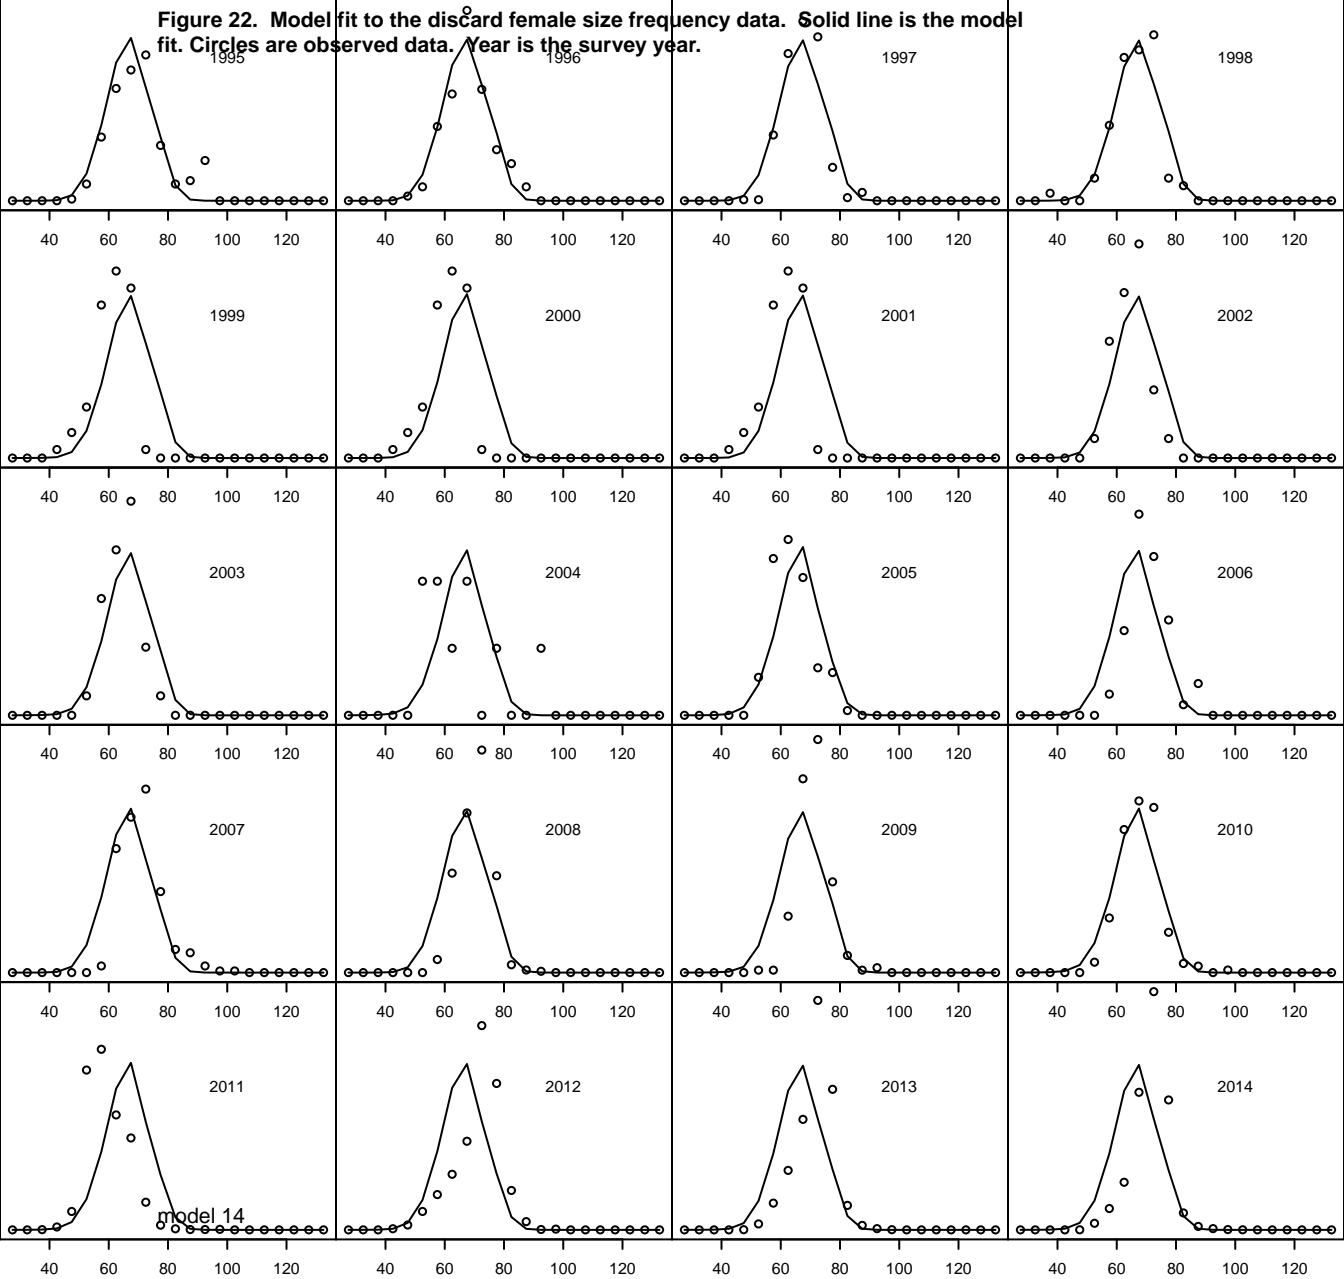 Figure 22.  Model fit to the discard female size frequency data.  Solid line is the model
fit. Circles are observed data.  Year is the survey year.
1995 1996 1997 1998
40 60 80 100 120 40 60 80 100 120 40 60 80 100 120 40 60 80 100 120
1999 2000 2001 2002
40 60 80 100 120 40 60 80 100 120 40 60 80 100 120 40 60 80 100 120
2003 2004 2005 2006
40 60 80 100 120 40 60 80 100 120 40 60 80 100 120 40 60 80 100 120
2007 2008 2009 2010
40 60 80 100 120 40 60 80 100 120 40 60 80 100 120 40 60 80 100 120
2011 2012 2013 2014
model 14
40 60 80 100 120 40 60 80 100 120 40 60 80 100 120 40 60 80 100 120